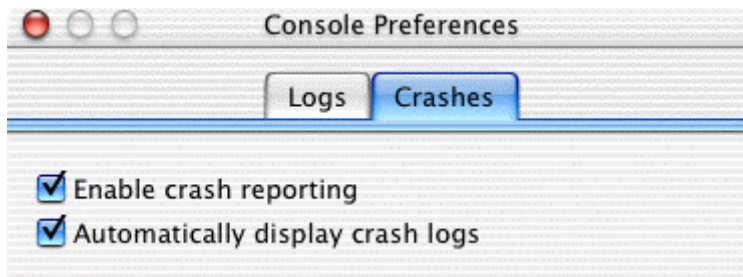 Console Preferences
Logs Crashes
Enable crash reporting
Automatically display crash logs